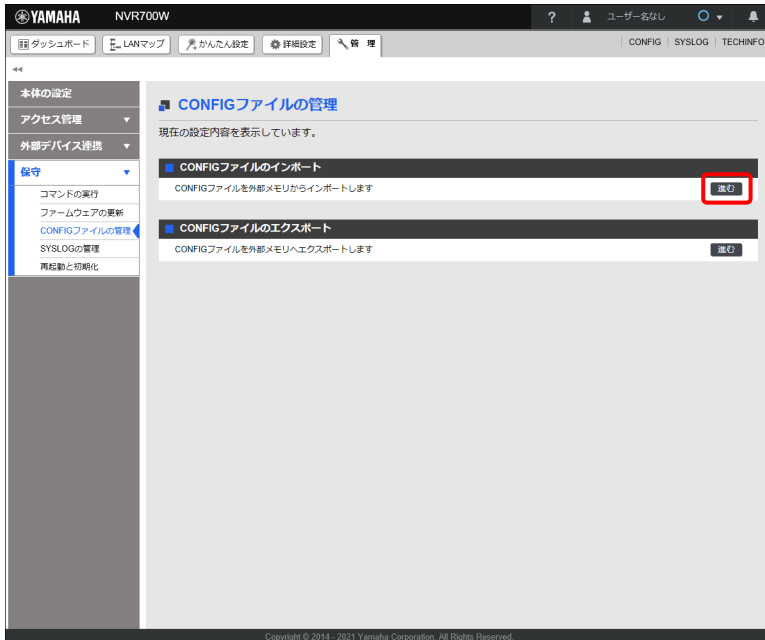 YAMAHA NVR700W ? ユーザー名なし
ダッシュボード LANマップ かんたん設定 詳細設定 管 理 CONFIG SYSLOG TECHINFO
本体の設定
アクセス管理
外部デバイス連携
保守
コマンドの実行
ファームウェアの更新
CONFIGファイルの管理
SYSLOGの管理
再起動と初期化
CONFIGファイルの管理
現在の設定内容を表示しています。
CONFIGファイルのインポート
CONFIGファイルを外部メモリからインポートします 進む
CONFIGファイルのエクスポート
CONFIGファイルを外部メモリへエクスポートします 進む
Copyright © 2014 - 2021 Yamaha Corporation. All Rights Reserved.